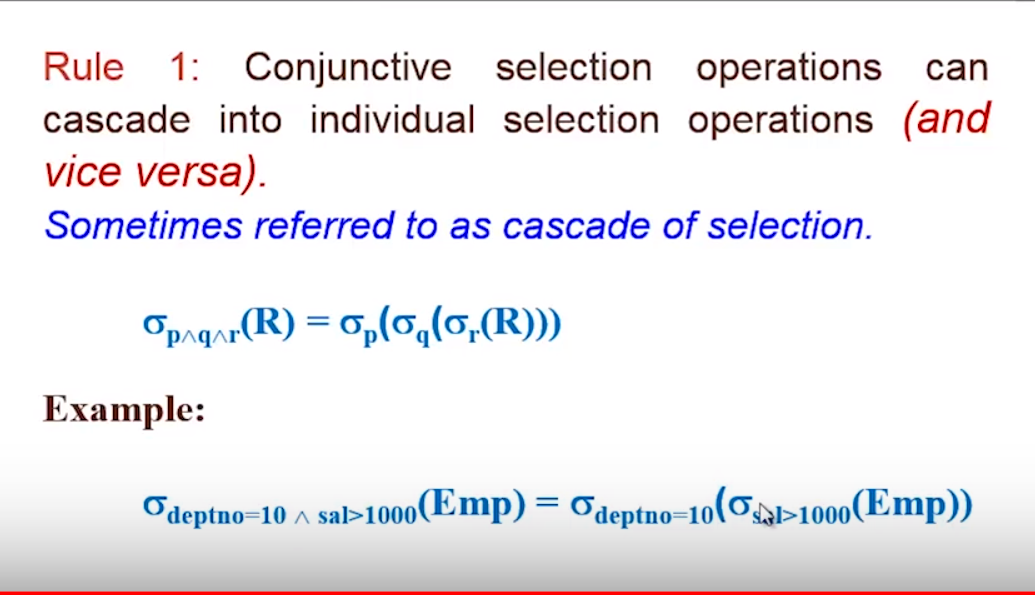 Rule 1: Conjunctive selection operations can
cascade into individual selection operations (and
vice versa).
Sometimes referred to as cascade of selection.
σp∧q∧r(R) = σp(σq(σr(R)))
Example:
σdeptno=10 ∧ sal>1000(Emp) = σdeptno=10(σsal>1000(Emp))